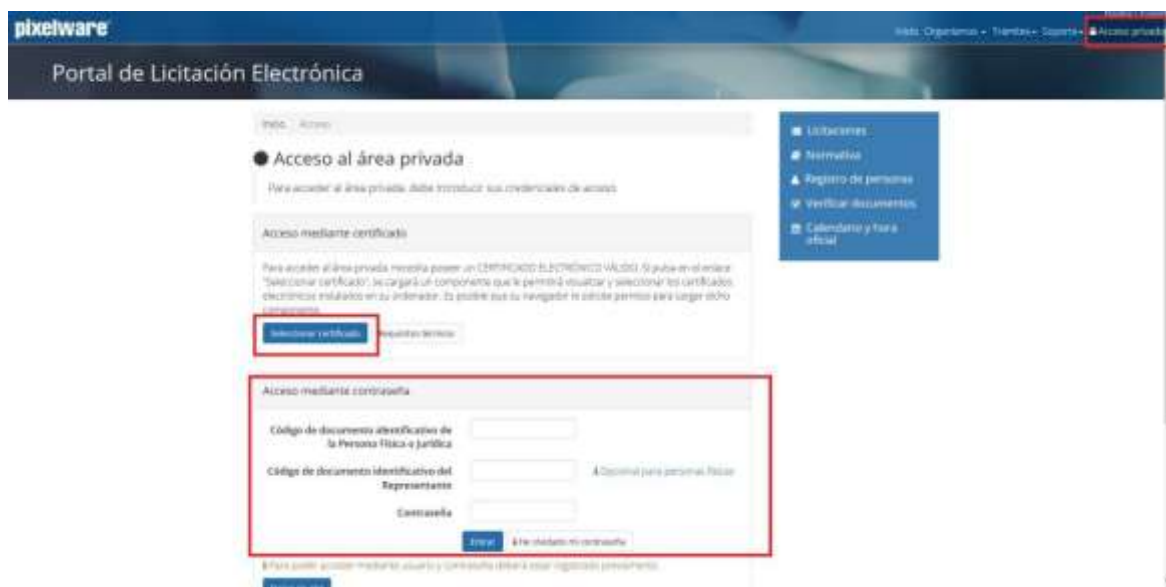 pixelware
Inicio Organismos Trámites Soporte Acceso privado
Portal de Licitación Electrónica
Inicio Acceso
Acceso al área privada
Para acceder al área privada, debe introducir sus credenciales de acceso.
Licitaciones
Normativa
Registro de personas
Verificar documentos
Calendario y hora
oficial
Acceso mediante certificado
Para acceder al área privada necesita poseer un CERTIFICADO ELECTRÓNICO VÁLIDO. Si pulsa en el enlace
"Seleccionar certificado", se cargará un componente que le permitirá visualizar y seleccionar los certificados
electrónicos instalados en su ordenador. Es posible que su navegador le solicite permiso para cargar dicho
componente.
Seleccionar certificado Requisitos técnicos
Acceso mediante contraseña
Código de documento identificativo de
la Persona Física o Jurídica
Código de documento identificativo del
Representante
Opcional para personas físicas
Contraseña
Entrar He olvidado mi contraseña
Para poder acceder mediante usuario y contraseña deberá estar registrado previamente.